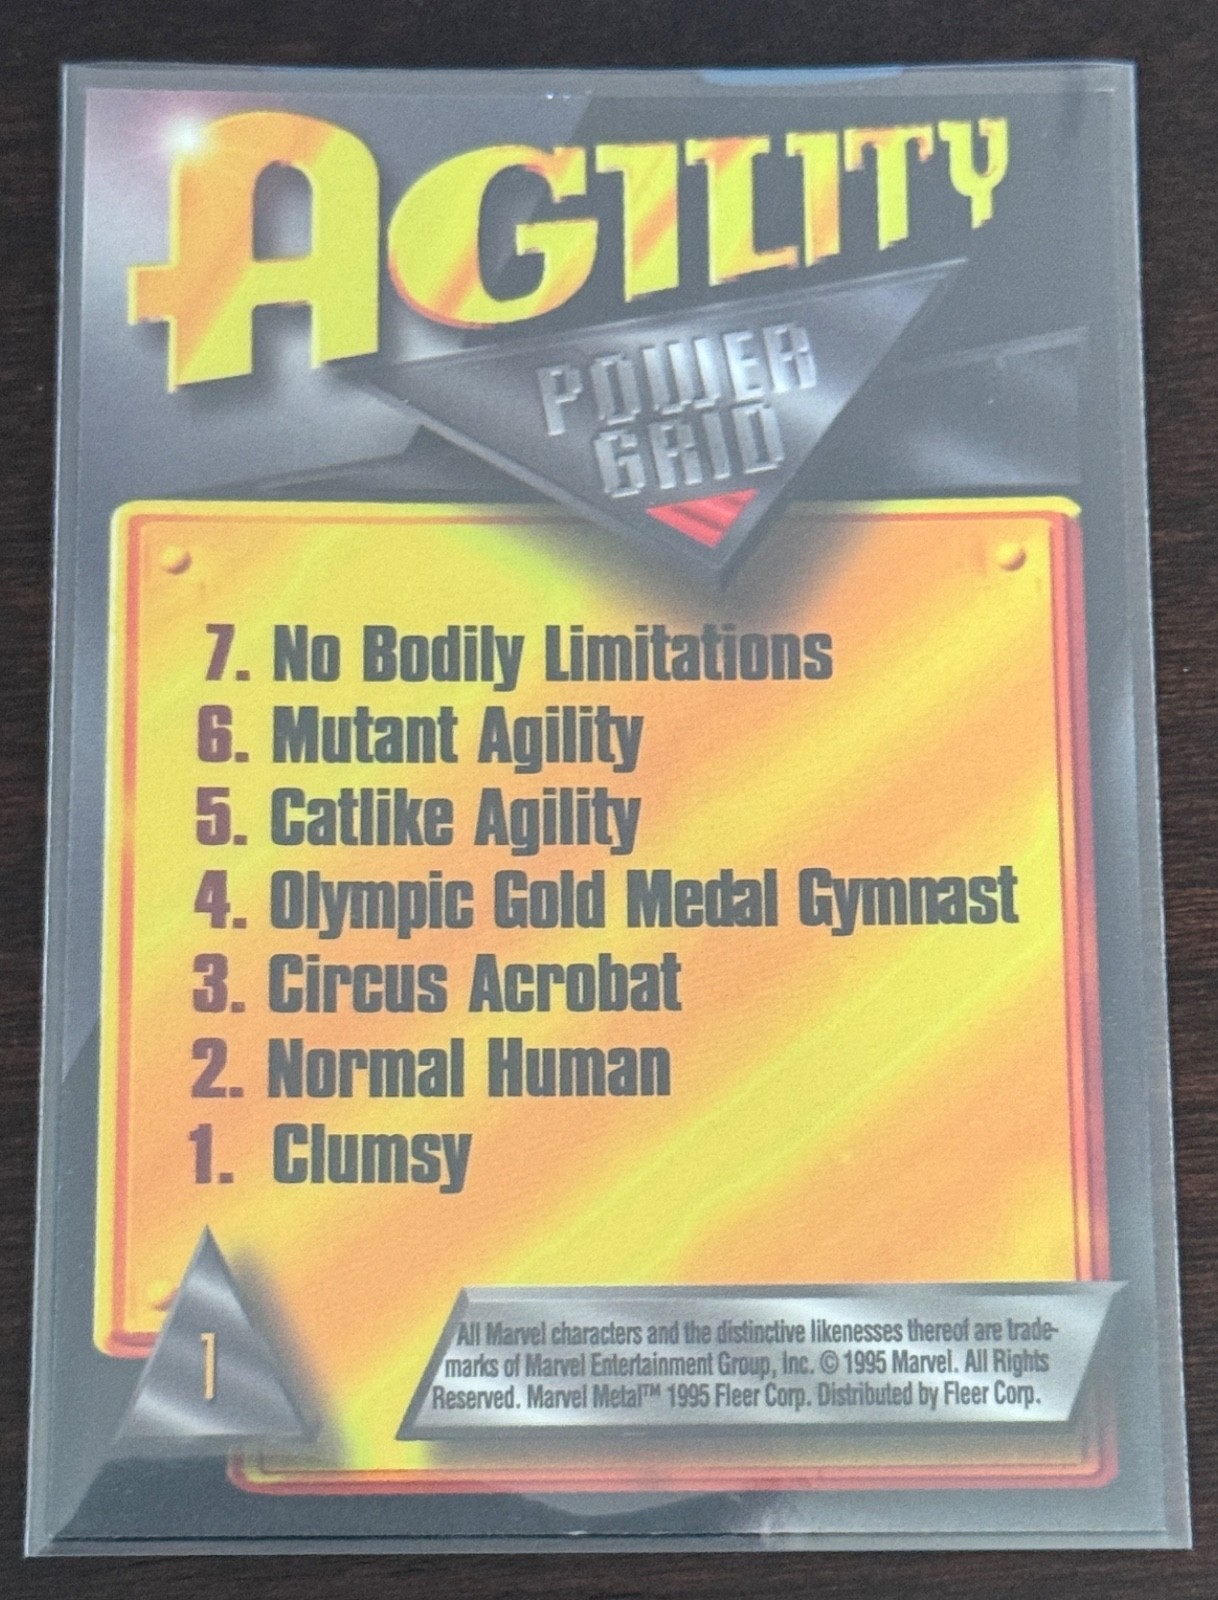 AGILITY
POWER
GRID
7. No Bodily Limitations
6. Mutant Agility
5. Catlike Agility
4. Olympic Gold Medal Gymnast
3. Circus Acrobat
2. Normal Human
1. Clumsy
1
All Marvel characters and the distinctive likenesses thereof are trade-
marks of Marvel Entertainment Group, Inc. © 1995 Marvel. All Rights
Reserved. Marvel Metal™ 1995 Fleer Corp. Distributed by Fleer Corp.